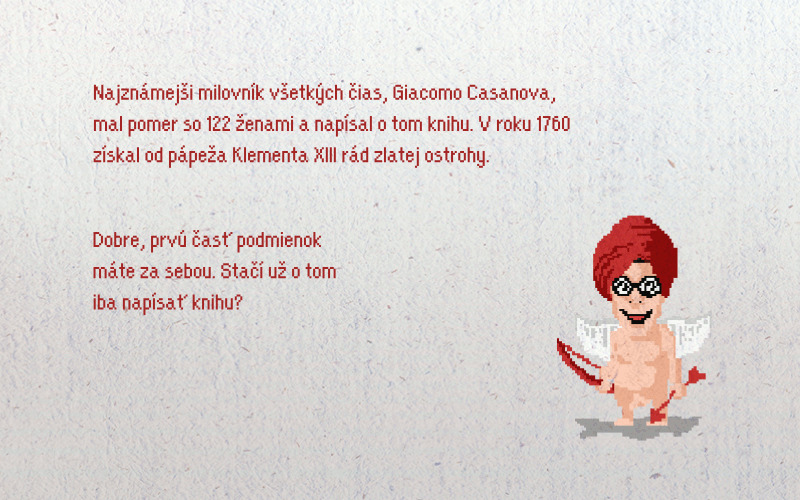 Najznámejši milovník všetkých čias, Giacomo Casanova,
mal pomer so 122 ženami a napísal o tom knihu. V roku 1760
získal od pápeža Klementa XIII rád zlatej ostrohy.
Dobre, prvú časť podmienok
máte za sebou. Stačí už o tom
iba napísať knihu?